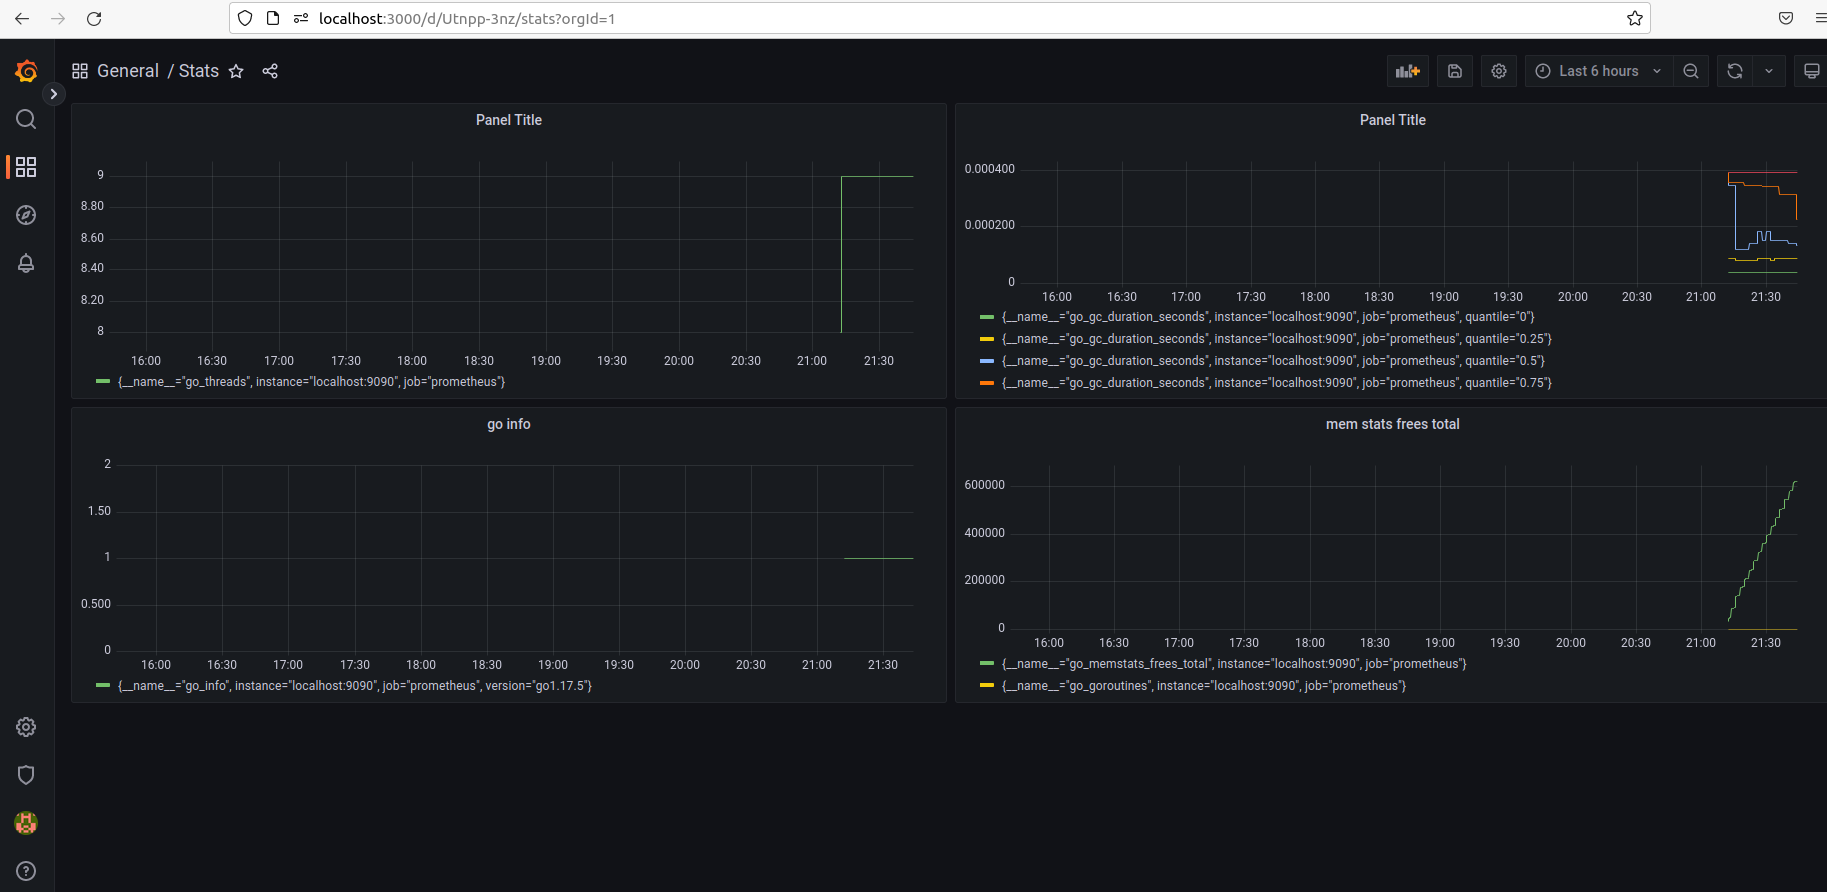 localhost:3000/d/Utnpp-3nz/stats?orgId=1
General / Stats
Last 6 hours
Panel Title
9
8.80
8.60
8.40
8.20
8
16:00 16:30 17:00 17:30 18:00 18:30 19:00 19:30 20:00 20:30 21:00 21:30
{__name__="go_threads", instance="localhost:9090", job="prometheus"}
Panel Title
0.000400
0.000200
0
16:00 16:30 17:00 17:30 18:00 18:30 19:00 19:30 20:00 20:30 21:00 21:30
{__name__="go_gc_duration_seconds", instance="localhost:9090", job="prometheus", quantile="0"}
{__name__="go_gc_duration_seconds", instance="localhost:9090", job="prometheus", quantile="0.25"}
{__name__="go_gc_duration_seconds", instance="localhost:9090", job="prometheus", quantile="0.5"}
{__name__="go_gc_duration_seconds", instance="localhost:9090", job="prometheus", quantile="0.75"}
go info
2
1.50
1
0.500
0
16:00 16:30 17:00 17:30 18:00 18:30 19:00 19:30 20:00 20:30 21:00 21:30
{__name__="go_info", instance="localhost:9090", job="prometheus", version="go1.17.5"}
mem stats frees total
600000
400000
200000
0
16:00 16:30 17:00 17:30 18:00 18:30 19:00 19:30 20:00 20:30 21:00 21:30
{__name__="go_memstats_frees_total", instance="localhost:9090", job="prometheus"}
{__name__="go_goroutines", instance="localhost:9090", job="prometheus"}